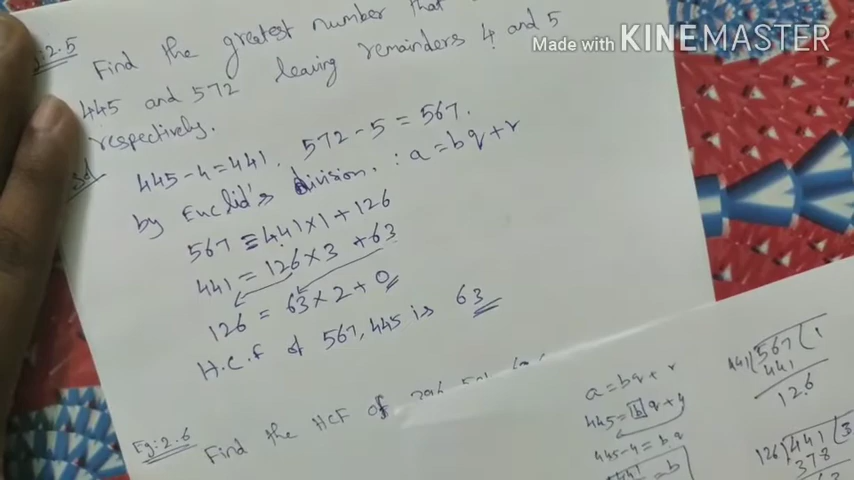 :2.5
Find the greatest number that
445 and 572 leaving remainders 4 and 5
respectively.
Sol
445-4=441. 572-5=567.
by Euclid's division. : a=bq+r
567 = 441×1+126
441 = 126×3 +63
126 = 63×2+0
H.C.F of 567,445 is 63
Eg:2.6
Find the HCF of
a=bq+r
445=bq+4
445-4=b.q
441=b
441)567(1
441
126
126)441(3
378
63
Made with KINEMASTER